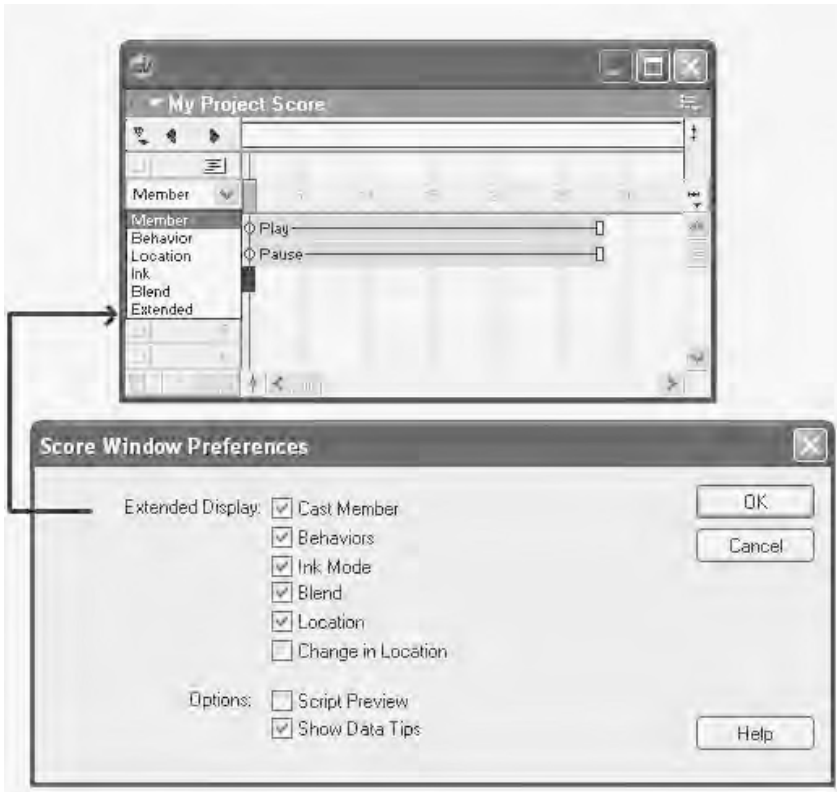 My Project Score
Member
Member
Behavior
Location
Ink
Blend
Extended
Play
Pause
Score Window Preferences
Extended Display:
Cast Member
Behaviors
Ink Mode
Blend
Location
Change in Location
Options:
Script Preview
Show Data Tips
OK
Cancel
Help